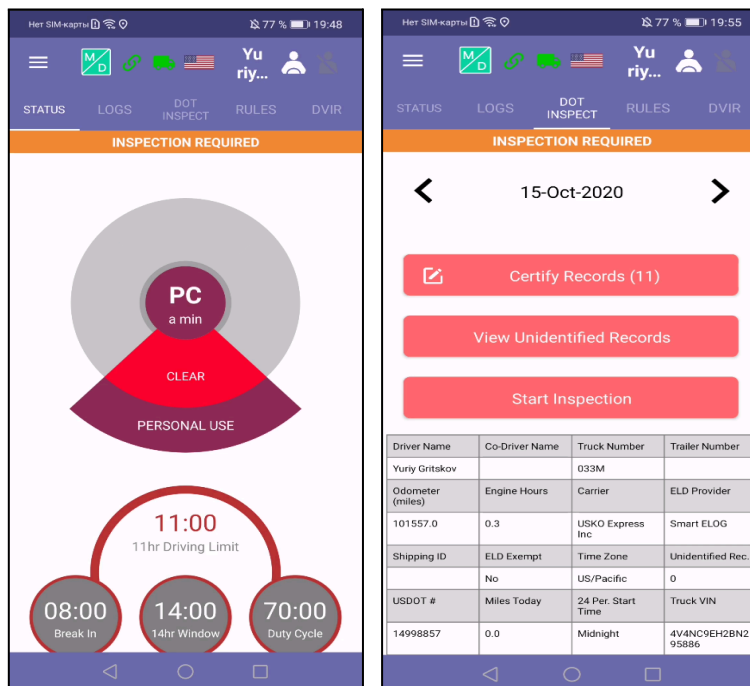 Нет SIM-карты 77 % 19:48
M/D Yu riy...
STATUS LOGS DOT INSPECT RULES DVIR
INSPECTION REQUIRED
PC
a min
CLEAR
PERSONAL USE
11:00
11hr Driving Limit
08:00
Break In
14:00
14hr Window
70:00
Duty Cycle
Нет SIM-карты 77 % 19:55
M/D Yu riy...
STATUS LOGS DOT INSPECT RULES DVIR
INSPECTION REQUIRED
15-Oct-2020
Certify Records (11)
View Unidentified Records
Start Inspection
Driver Name Co-Driver Name Truck Number Trailer Number
Yuriy Gritskov 033M
Odometer (miles) Engine Hours Carrier ELD Provider
101557.0 0.3 USKO Express Inc Smart ELOG
Shipping ID ELD Exempt Time Zone Unidentified Rec.
No US/Pacific 0
USDOT # Miles Today 24 Per. Start Time Truck VIN
14998857 0.0 Midnight 4V4NC9EH2BN2
95886